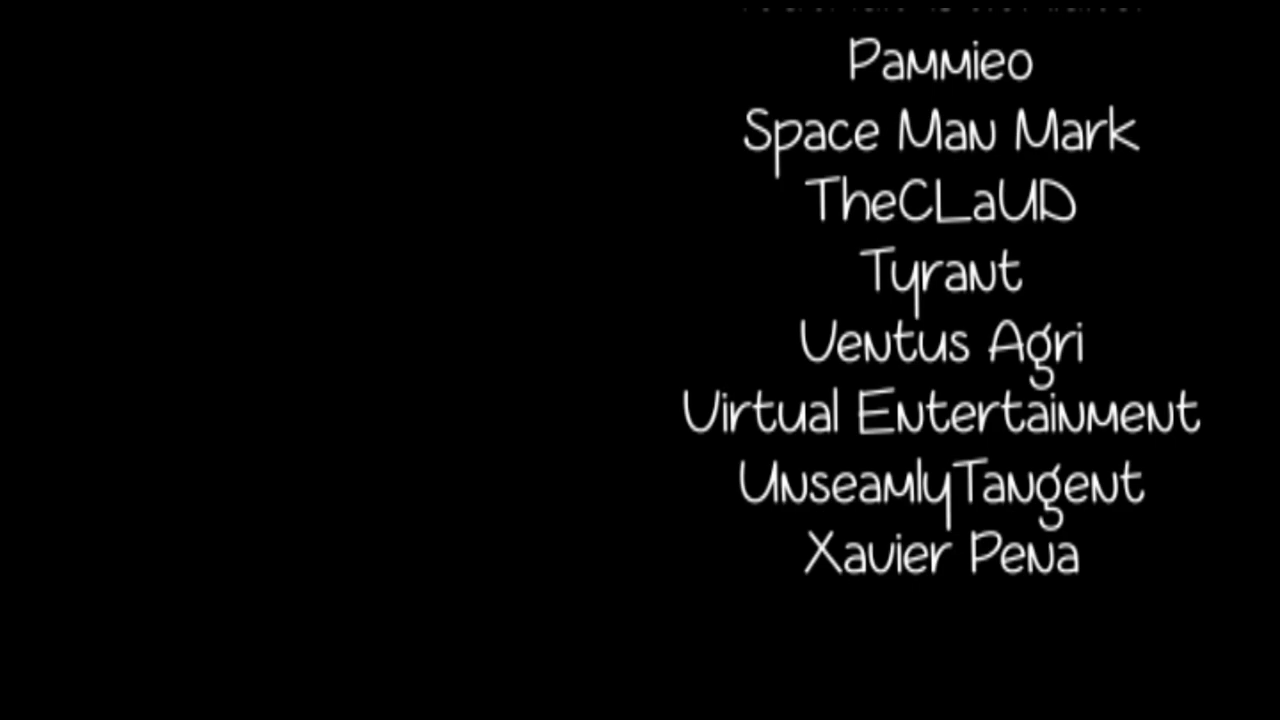 Pammieo
Space Man Mark
TheCLaUD
Tyrant
Ventus Agri
Virtual Entertainment
UnseamlyTangent
Xavier Pena